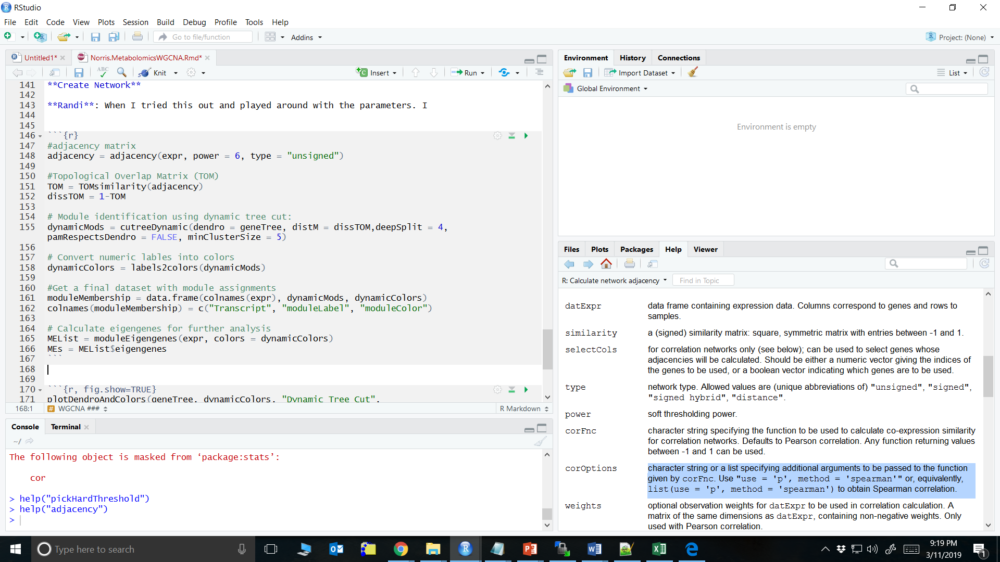 RStudio
File Edit Code View Plots Session Build Debug Profile Tools Help
Go to file/function Addins Project: (None)
Untitled1* Norris.MetabolomicsWGCNA.Rmd*
ABC Knit Insert Run
141 **Create Network**
142
143 **Randi**: When I tried this out and played around with the parameters. I
144
145
146 ```{r}
147 #adjacency matrix
148 adjacency = adjacency(expr, power = 6, type = "unsigned")
149
150 #Topological Overlap Matrix (TOM)
151 TOM = TOMsimilarity(adjacency)
152 dissTOM = 1-TOM
153
154 # Module identification using dynamic tree cut:
155 dynamicMods = cutreeDynamic(dendro = geneTree, distM = dissTOM,deepSplit = 4,
pamRespectsDendro = FALSE, minClusterSize = 5)
156
157 # Convert numeric lables into colors
158 dynamicColors = labels2colors(dynamicMods)
159
160 #Get a final dataset with module assignments
161 moduleMembership = data.frame(colnames(expr), dynamicMods, dynamicColors)
162 colnames(moduleMembership) = c("Transcript", "moduleLabel", "moduleColor")
163
164 # Calculate eigengenes for further analysis
165 MEList = moduleEigengenes(expr, colors = dynamicColors)
166 MEs = MEList$eigengenes
167 ```
168
169
170 ```{r, fig.show=TRUE}
171 plotDendroAndColors(geneTree, dynamicColors, "Dynamic Tree Cut",
168:1 WGCNA ### R Markdown
Console Terminal
~/
The following object is masked from ‘package:stats’:
cor
> help("pickHardThreshold")
> help("adjacency")
>
Environment History Connections
Import Dataset List
Global Environment
Environment is empty
Files Plots Packages Help Viewer
R: Calculate network adjacency Find in Topic
datExpr data frame containing expression data. Columns correspond to genes and rows to
samples.
similarity a (signed) similarity matrix: square, symmetric matrix with entries between -1 and 1.
selectCols for correlation networks only (see below); can be used to select genes whose
adjacencies will be calculated. Should be either a numeric vector giving the indices of
the genes to be used, or a boolean vector indicating which genes are to be used.
type network type. Allowed values are (unique abbreviations of) "unsigned", "signed",
"signed hybrid", "distance".
power soft thresholding power.
corFnc character string specifying the function to be used to calculate co-expression similarity
for correlation networks. Defaults to Pearson correlation. Any function returning values
between -1 and 1 can be used.
corOptions character string or a list specifying additional arguments to be passed to the function
given by corFnc. Use "use = 'p', method = 'spearman'" or, equivalently,
list(use = 'p', method = 'spearman') to obtain Spearman correlation.
weights optional observation weights for datExpr to be used in correlation calculation. A
matrix of the same dimensions as datExpr, containing non-negative weights. Only
used with Pearson correlation.
Type here to search
9:19 PM
3/11/2019
1